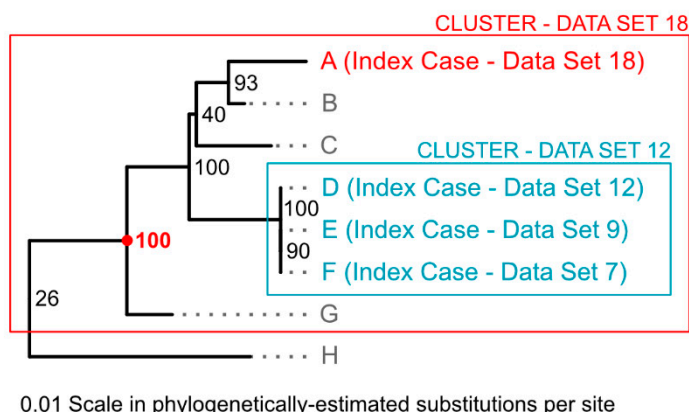 CLUSTER - DATA SET 18
A (Index Case - Data Set 18)
93
B
40
C
CLUSTER - DATA SET 12
100
D (Index Case - Data Set 12)
100
E (Index Case - Data Set 9)
100
90
F (Index Case - Data Set 7)
26
G
H
0.01 Scale in phylogenetically-estimated substitutions per site